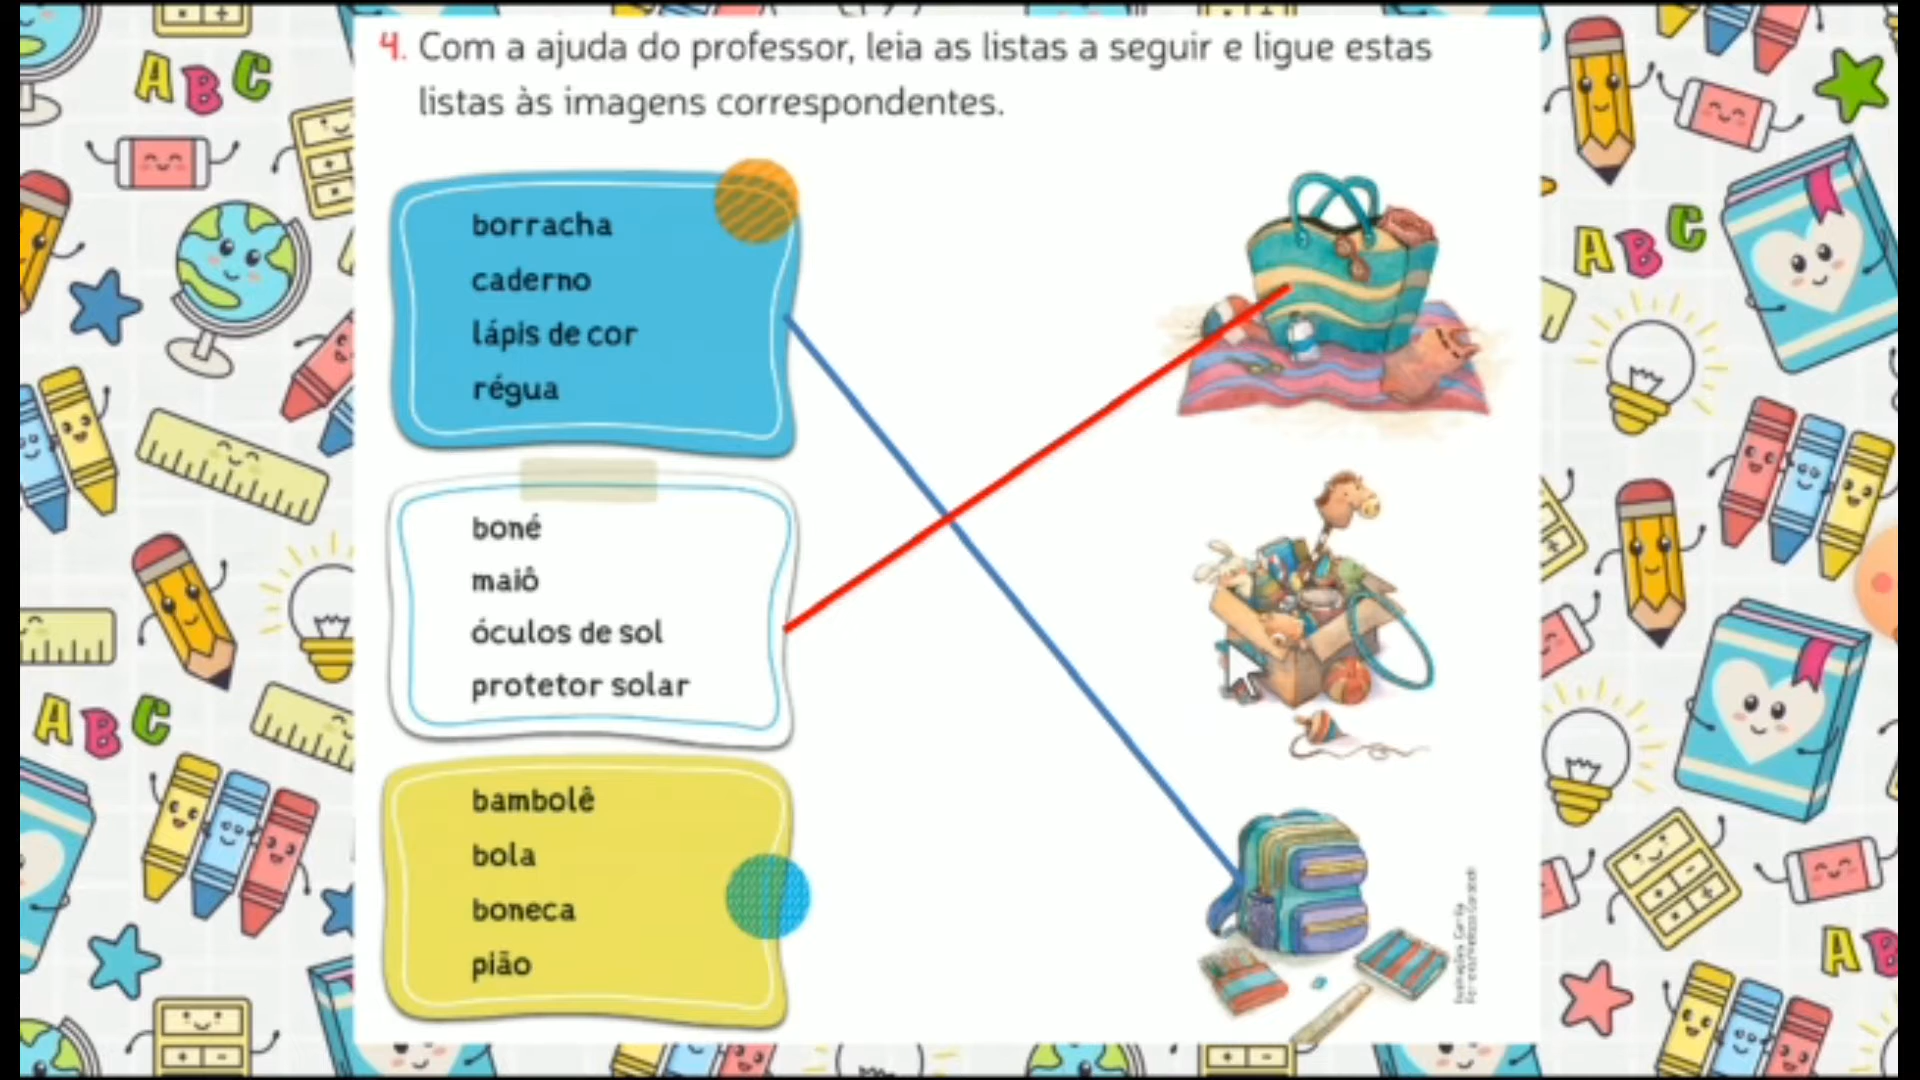 4. Com a ajuda do professor, leia as listas a seguir e ligue estas
listas às imagens correspondentes.
borracha
caderno
lápis de cor
régua
boné
maiô
óculos de sol
protetor solar
bambolê
bola
boneca
pião
ABC
ABC
ABC
AB